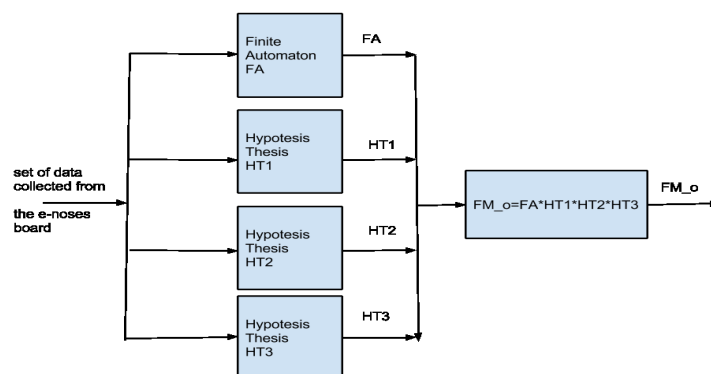 set of data
collected from
the e-noses
board
Finite
Automaton
FA
FA
Hypotesis
Thesis
HT1
HT1
Hypotesis
Thesis
HT2
HT2
Hypotesis
Thesis
HT3
HT3
FM_o=FA*HT1*HT2*HT3
FM_o